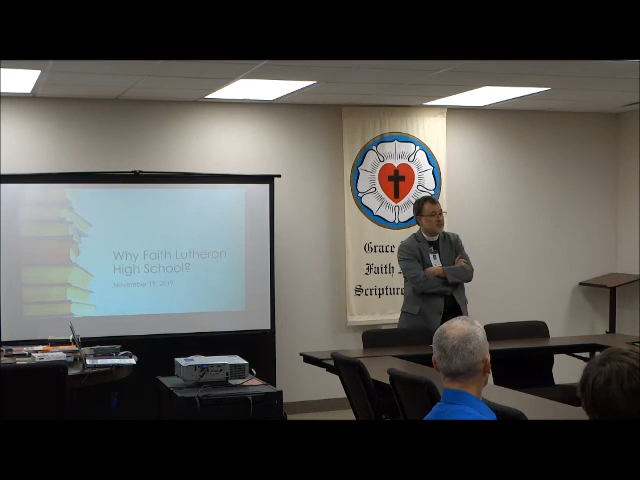 Why Faith Lutheran
High School?
November 19, 2019
Grace
Faith
Scripture